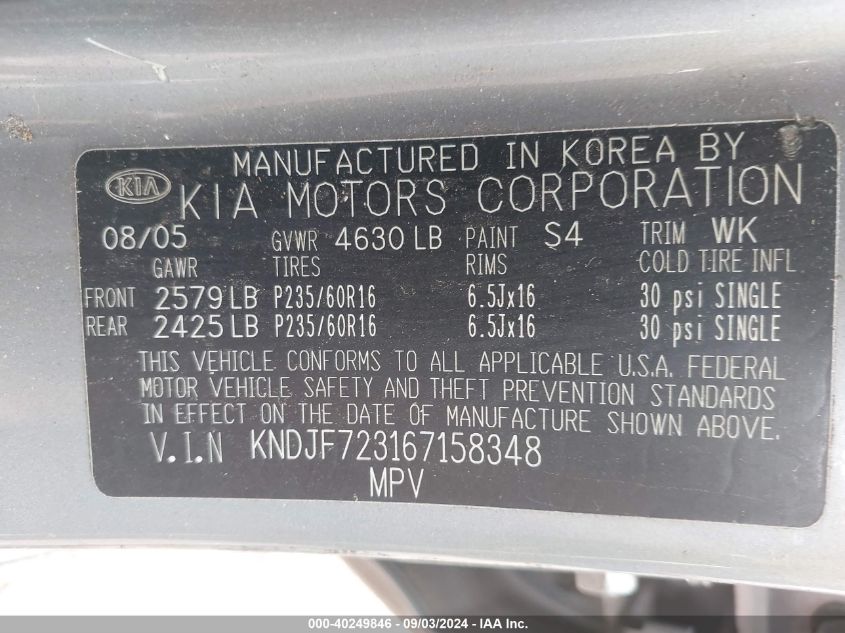 MANUFACTURED IN KOREA BY
KIA KIA MOTORS CORPORATION
08/05 GVWR 4630 LB PAINT S4 TRIM WK
GAWR TIRES RIMS COLD TIRE INFL
FRONT 2579 LB P235/60R16 6.5Jx16 30 psi SINGLE
REAR 2425 LB P235/60R16 6.5Jx16 30 psi SINGLE
THIS VEHICLE CONFORMS TO ALL APPLICABLE U.S.A. FEDERAL
MOTOR VEHICLE SAFETY AND THEFT PREVENTION STANDARDS
IN EFFECT ON THE DATE OF MANUFACTURE SHOWN ABOVE.
V.I.N KNDJF723167158348
MPV
000-40249846 - 09/03/2024 - IAA Inc.